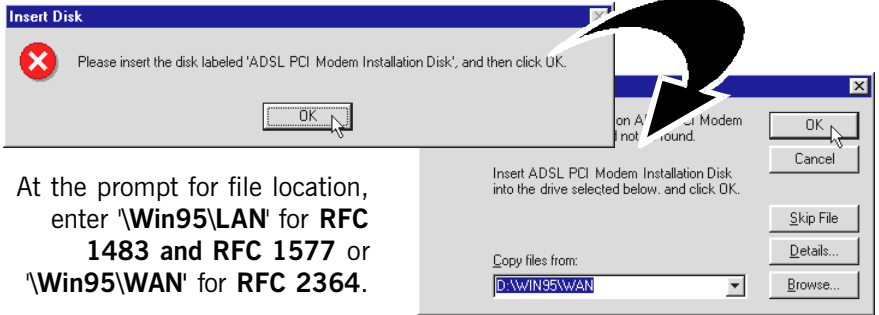 Insert Disk
Please insert the disk labeled 'ADSL PCI Modem Installation Disk', and then click OK.
OK
on A PCI Modem
not found.
OK
Cancel
Insert ADSL PCI Modem Installation Disk
into the drive selected below. and click OK.
Skip File
Details...
Copy files from:
D:\WIN95\WAN
Browse...
At the prompt for file location,
enter '\Win95\LAN' for RFC
1483 and RFC 1577 or
'\Win95\WAN' for RFC 2364.